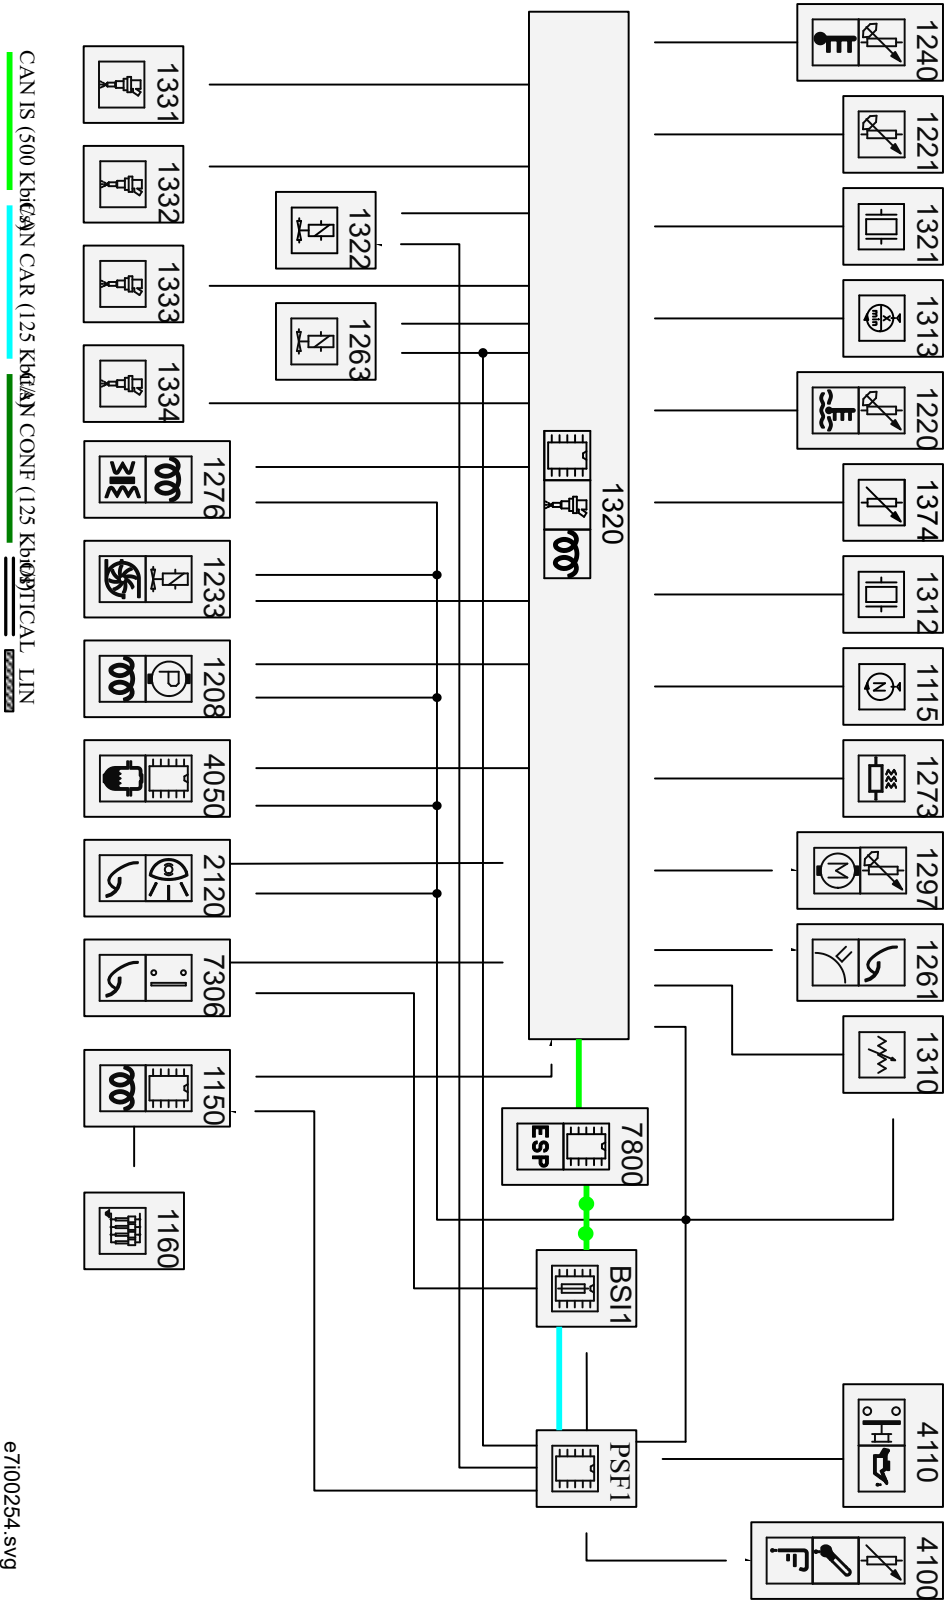 1240
1221
1321
1313
min
x
1220
1374
1312
1115
N
1273
1297
M
1261
1310
4110
4100
1320
7800
ESP
BSI1
PSF1
1322
1263
1331
1332
1333
1334
1276
1233
1208
P
4050
2120
7306
1150
1160
CAN IS (500 Kbit/s)
CAN CAR (125 Kbit/s)
CAN CONF (125 Kbit/s)
OPTICAL
LIN
e7i00254.svg